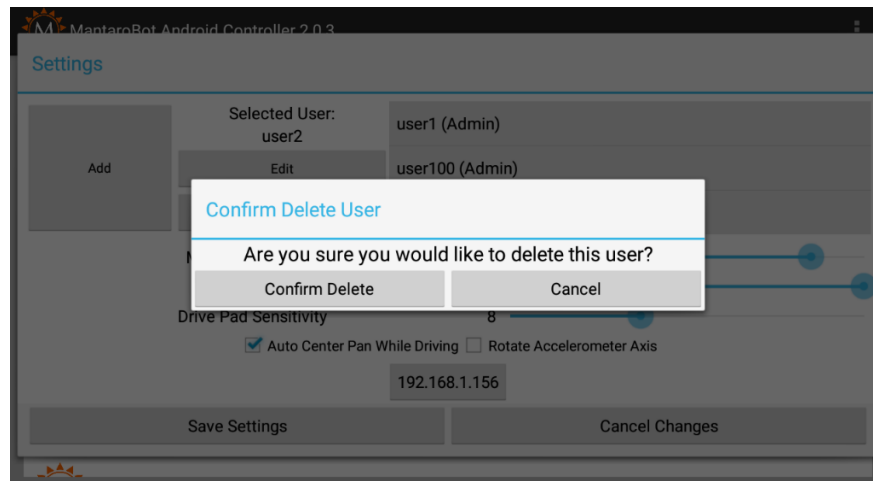 MantaroBot Android Controller 2.0.3
Settings
Selected User:
user2
user1 (Admin)
Add
Edit
user100 (Admin)
Confirm Delete User
Are you sure you would like to delete this user?
Confirm Delete
Cancel
Drive Pad Sensitivity
8
Auto Center Pan While Driving
Rotate Accelerometer Axis
192.168.1.156
Save Settings
Cancel Changes